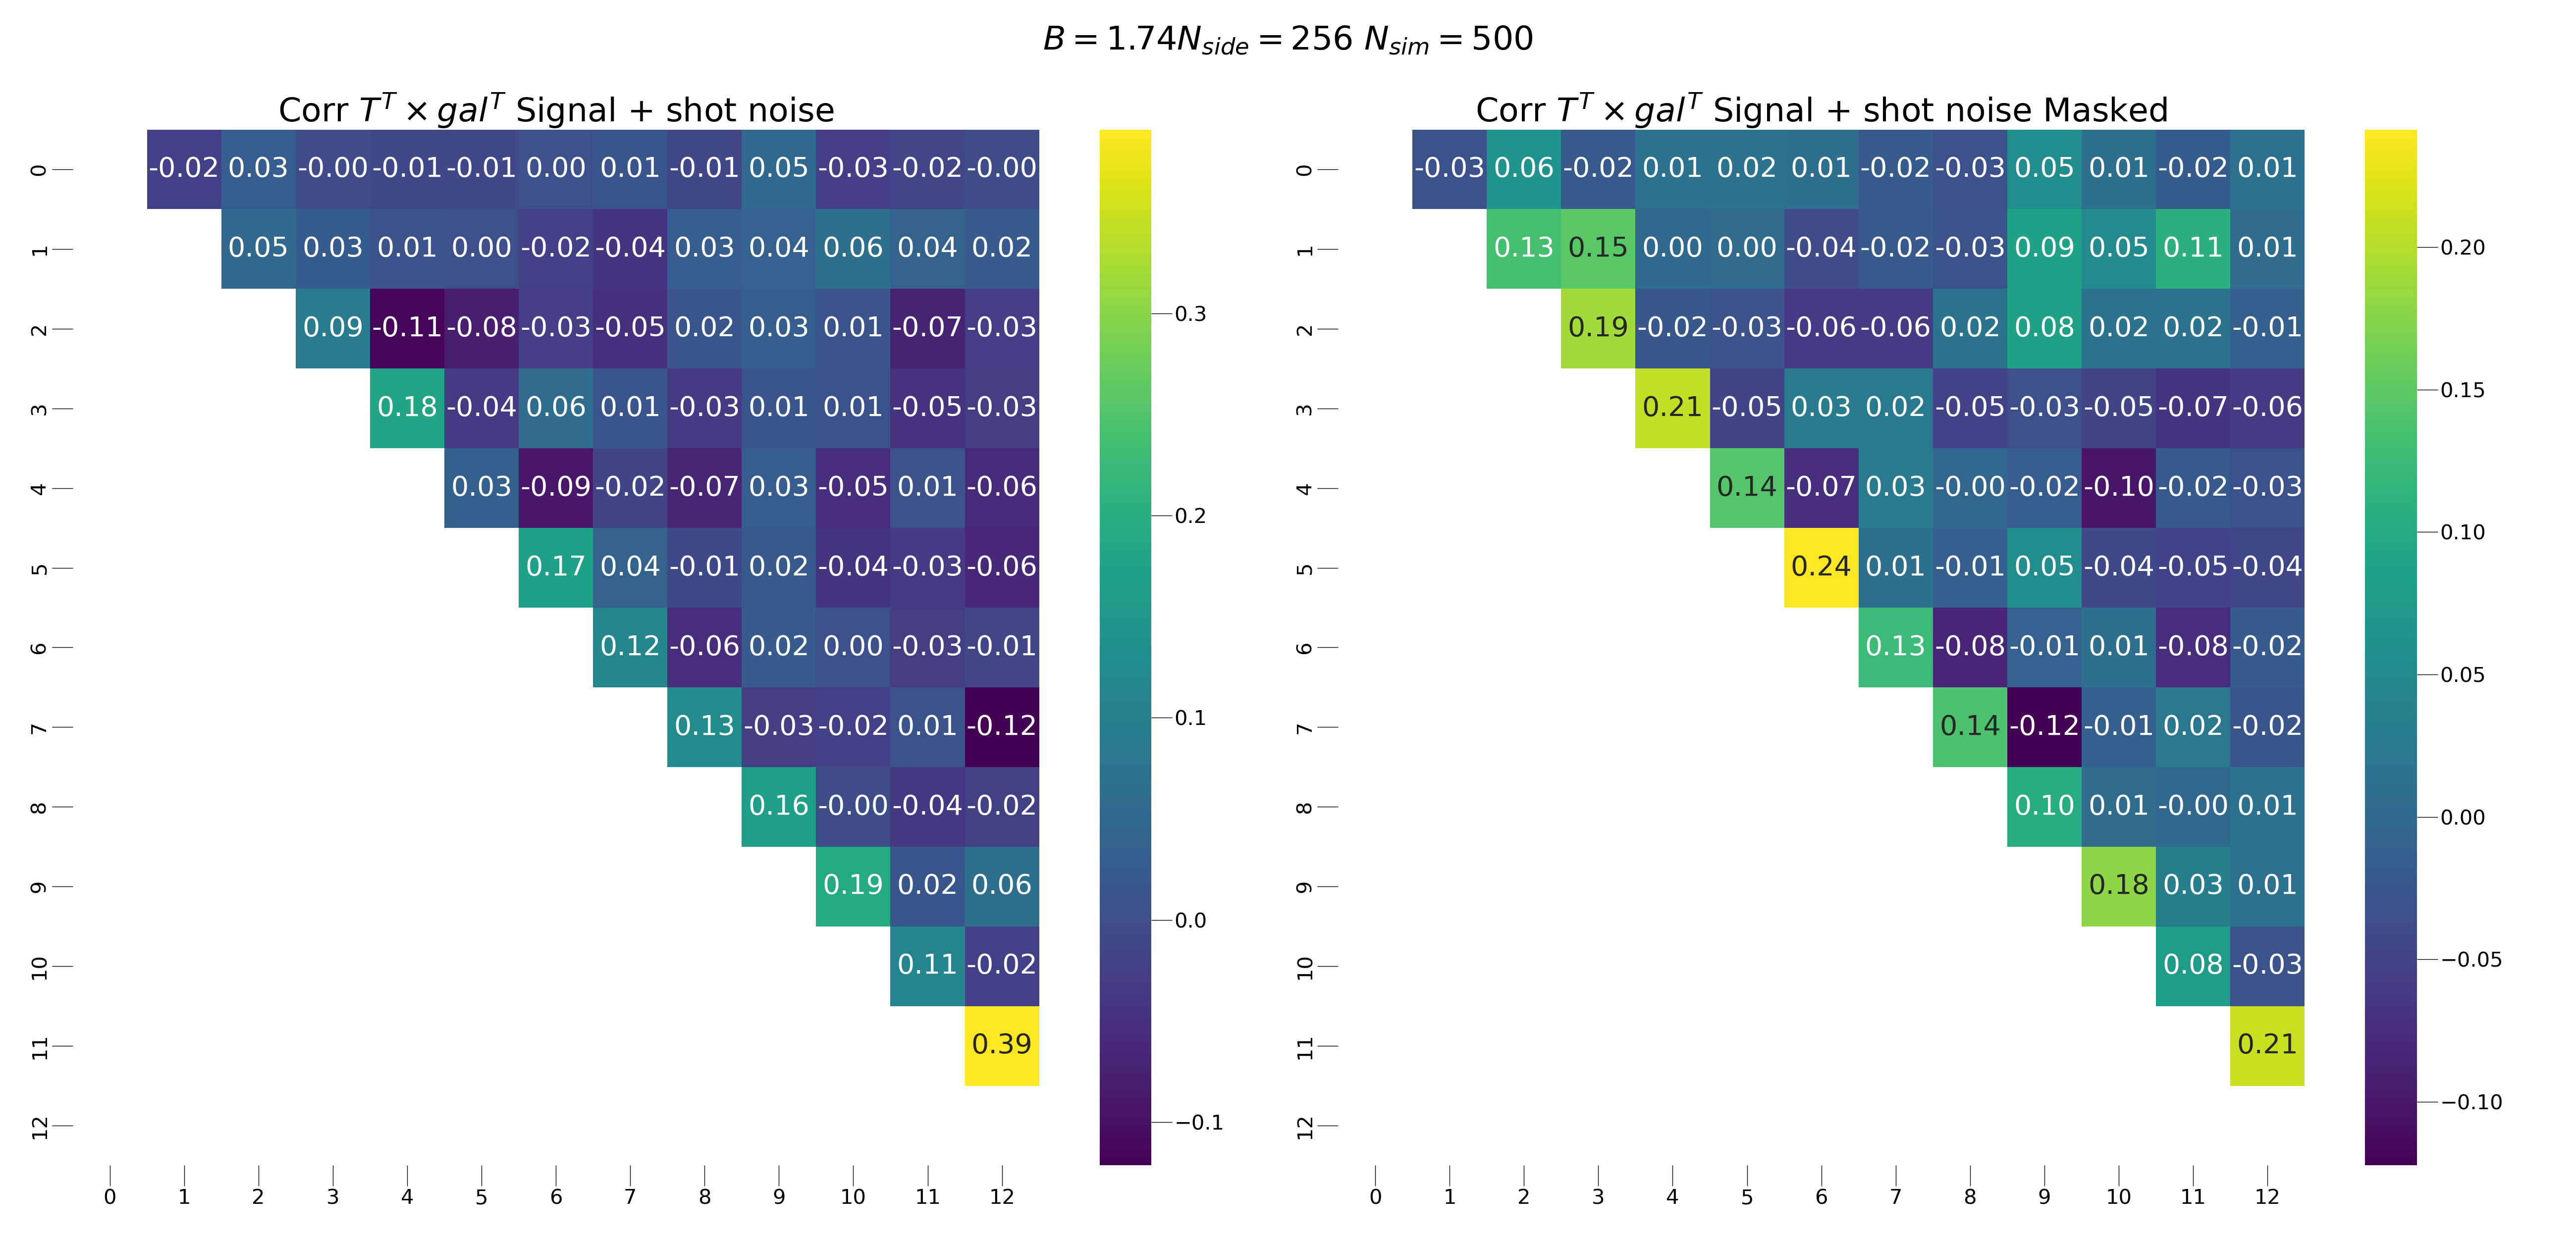 B = 1.74N_side = 256 N_sim = 500
Corr T^T × gal^T Signal + shot noise
0 -0.02 0.03 -0.00 -0.01 -0.01 0.00 0.01 -0.01 0.05 -0.03 -0.02 -0.00
1 0.05 0.03 0.01 0.00 -0.02 -0.04 0.03 0.04 0.06 0.04 0.02
2 0.09 -0.11 -0.08 -0.03 -0.05 0.02 0.03 0.01 -0.07 -0.03
3 0.18 -0.04 0.06 0.01 -0.03 0.01 0.01 -0.05 -0.03
4 0.03 -0.09 -0.02 -0.07 0.03 -0.05 0.01 -0.06
5 0.17 0.04 -0.01 0.02 -0.04 -0.03 -0.06
6 0.12 -0.06 0.02 0.00 -0.03 -0.01
7 0.13 -0.03 -0.02 0.01 -0.12
8 0.16 -0.00 -0.04 -0.02
9 0.19 0.02 0.06
10 0.11 -0.02
11 0.39
12
0 1 2 3 4 5 6 7 8 9 10 11 12
0.3
0.2
0.1
0.0
−0.1
Corr T^T × gal^T Signal + shot noise Masked
0 -0.03 0.06 -0.02 0.01 0.02 0.01 -0.02 -0.03 0.05 0.01 -0.02 0.01
1 0.13 0.15 0.00 0.00 -0.04 -0.02 -0.03 0.09 0.05 0.11 0.01
2 0.19 -0.02 -0.03 -0.06 -0.06 0.02 0.08 0.02 0.02 -0.01
3 0.21 -0.05 0.03 0.02 -0.05 -0.03 -0.05 -0.07 -0.06
4 0.14 -0.07 0.03 -0.00 -0.02 -0.10 -0.02 -0.03
5 0.24 0.01 -0.01 0.05 -0.04 -0.05 -0.04
6 0.13 -0.08 -0.01 0.01 -0.08 -0.02
7 0.14 -0.12 -0.01 0.02 -0.02
8 0.10 0.01 -0.00 0.01
9 0.18 0.03 0.01
10 0.08 -0.03
11 0.21
12
0 1 2 3 4 5 6 7 8 9 10 11 12
0.20
0.15
0.10
0.05
0.00
−0.05
−0.10